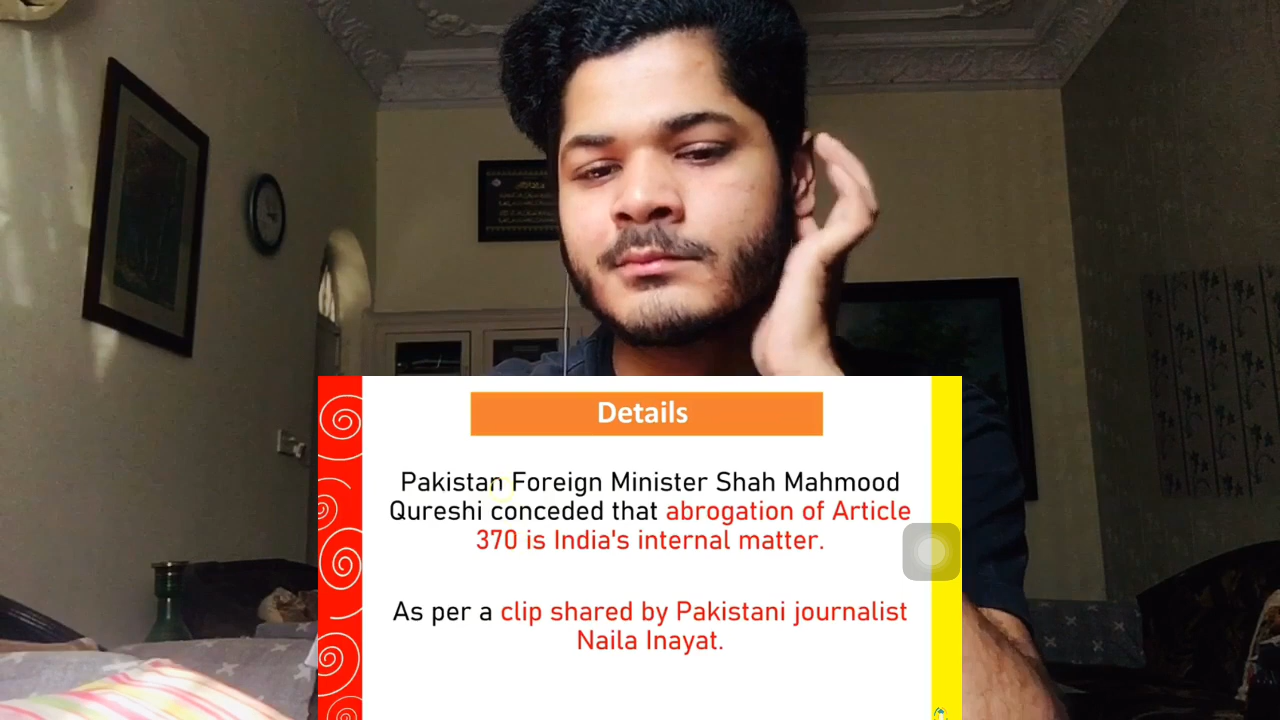 Details
Pakistan Foreign Minister Shah Mahmood
Qureshi conceded that abrogation of Article
370 is India's internal matter.
As per a clip shared by Pakistani journalist
Naila Inayat.